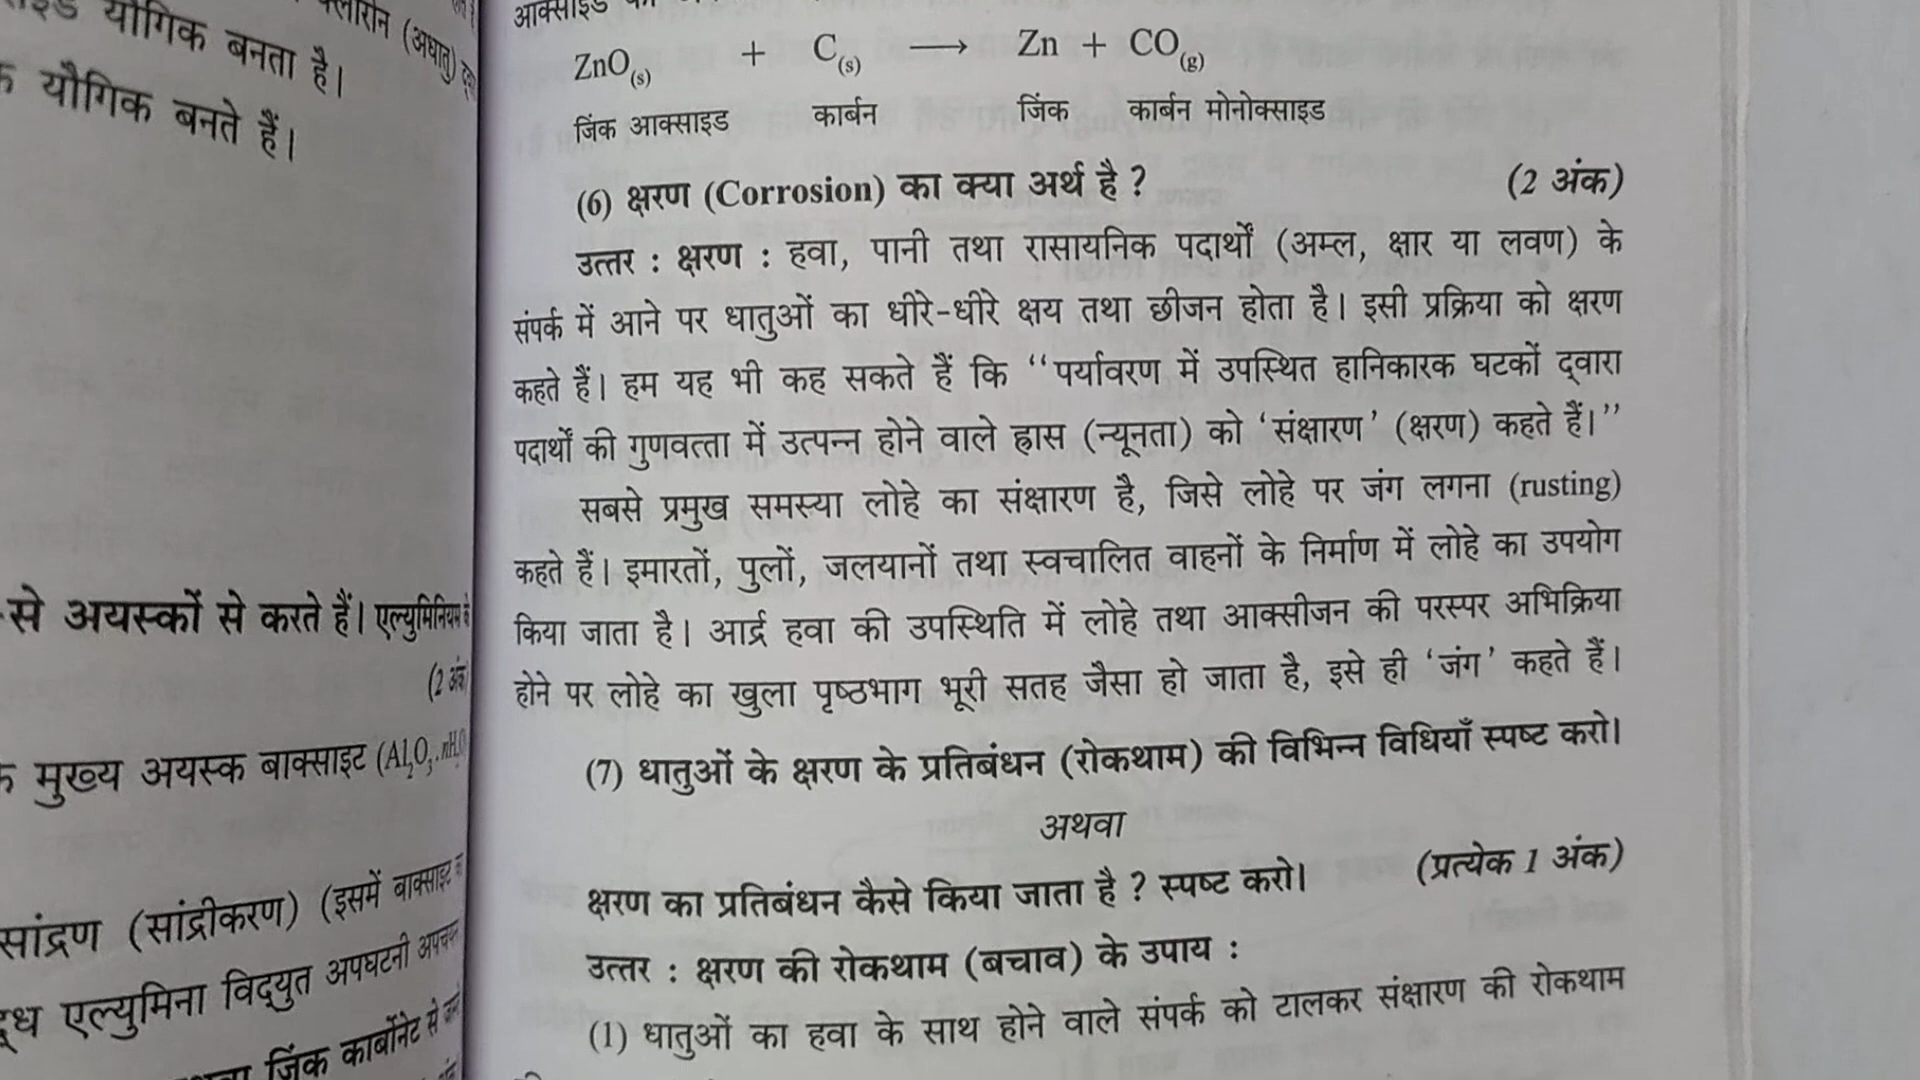 यौगिक बनता है।
यौगिक बनते हैं।
से अयस्कों से करते हैं। एल्युमिनियम के
(2 अंक
मुख्य अयस्क बाक्साइट (Al₂O₃.nH₂O
सांद्रण (सांद्रीकरण) (इसमें बाक्साइट
एल्युमिना विद्‌युत अपघटनी
जिंक कार्बोनेट से
ZnO(s) + C(s) ⟶ Zn + CO(g)
जिंक आक्साइड कार्बन जिंक कार्बन मोनोक्साइड
(6) क्षरण (Corrosion) का क्या अर्थ है ? (2 अंक)
उत्तर : क्षरण : हवा, पानी तथा रासायनिक पदार्थों (अम्ल, क्षार या लवण) के
संपर्क में आने पर धातुओं का धीरे-धीरे क्षय तथा छीजन होता है। इसी प्रक्रिया को क्षरण
कहते हैं। हम यह भी कह सकते हैं कि ‘‘पर्यावरण में उपस्थित हानिकारक घटकों द्‌वारा
पदार्थों की गुणवत्ता में उत्पन्न होने वाले ह्रास (न्यूनता) को ‘संक्षारण’ (क्षरण) कहते हैं।’’
सबसे प्रमुख समस्या लोहे का संक्षारण है, जिसे लोहे पर जंग लगना (rusting)
कहते हैं। इमारतों, पुलों, जलयानों तथा स्वचालित वाहनों के निर्माण में लोहे का उपयोग
किया जाता है। आर्द्र हवा की उपस्थिति में लोहे तथा आक्सीजन की परस्पर अभिक्रिया
होने पर लोहे का खुला पृष्ठभाग भूरी सतह जैसा हो जाता है, इसे ही ‘जंग’ कहते हैं।
(7) धातुओं के क्षरण के प्रतिबंधन (रोकथाम) की विभिन्न विधियाँ स्पष्ट करो।
अथवा
क्षरण का प्रतिबंधन कैसे किया जाता है ? स्पष्ट करो। (प्रत्येक 1 अंक)
उत्तर : क्षरण की रोकथाम (बचाव) के उपाय :
(1) धातुओं का हवा के साथ होने वाले संपर्क को टालकर संक्षारण की रोकथाम